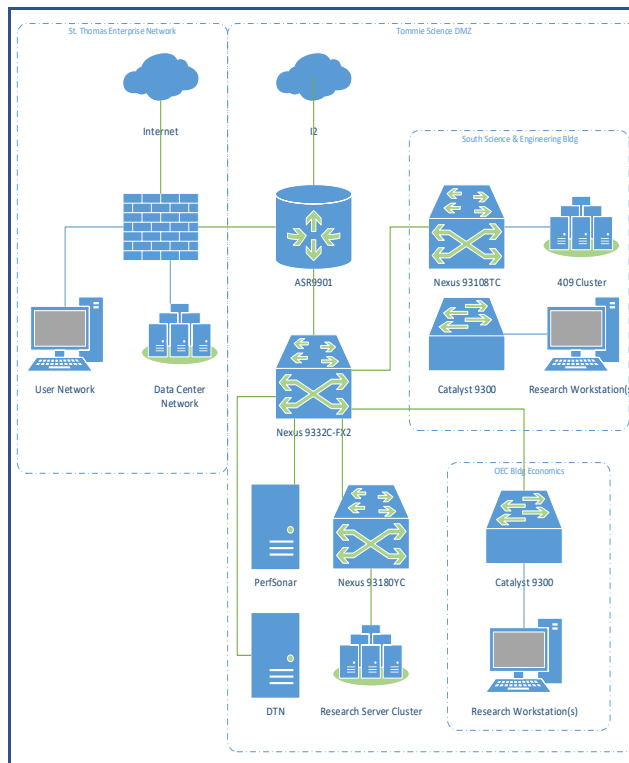 St. Thomas Enterprise Network
Tommie Science DMZ
Internet
I2
South Science & Engineering Bldg
ASR9901
Nexus 93108TC
409 Cluster
User Network
Data Center
Network
Catalyst 9300
Research Workstation(s)
Nexus 9332C-FX2
OEC Bldg Economics
PerfSonar
Nexus 93180YC
Catalyst 9300
DTN
Research Server Cluster
Research Workstation(s)